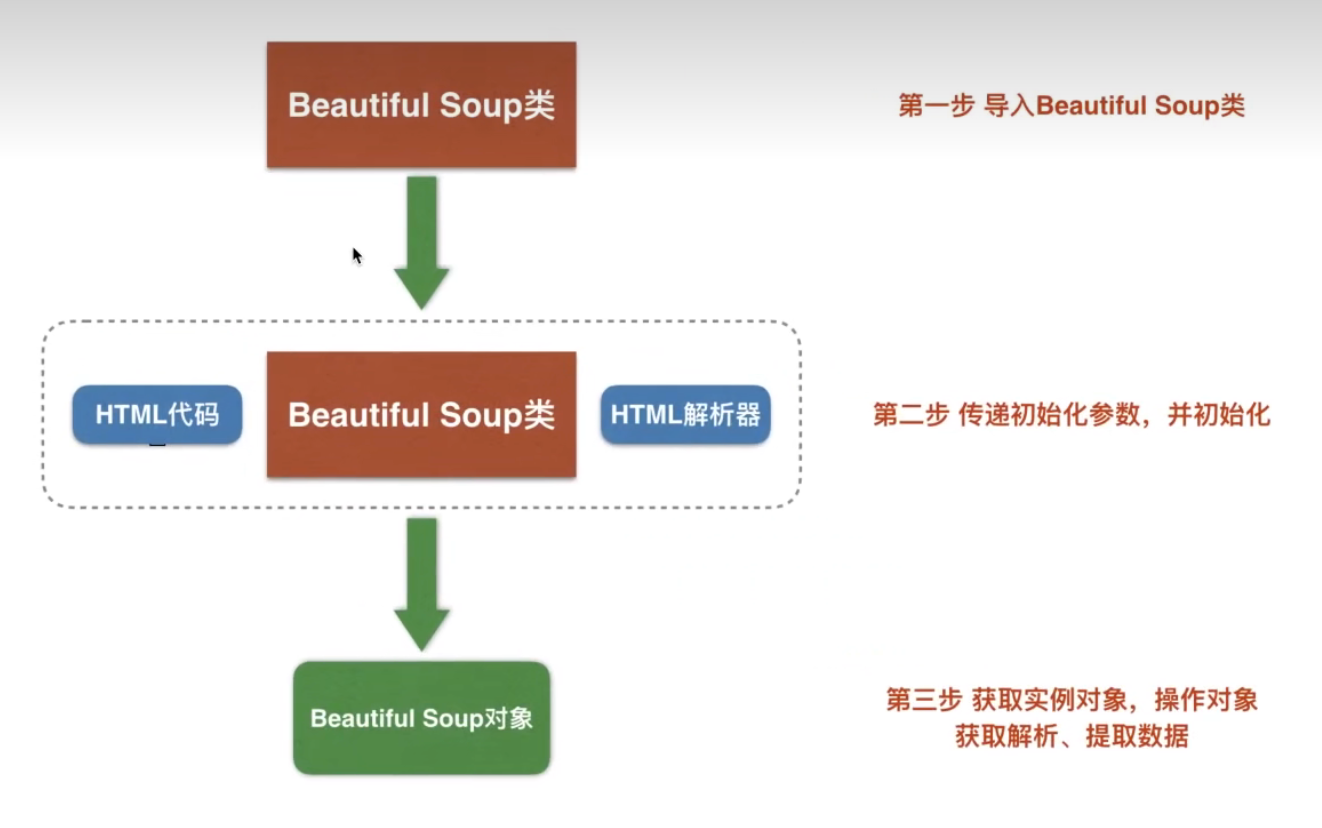 Beautiful Soup类
第一步 导入Beautiful Soup类
HTML代码
Beautiful Soup类
HTML解析器
第二步 传递初始化参数，并初始化
Beautiful Soup对象
第三步 获取实例对象，操作对象
获取解析、提取数据